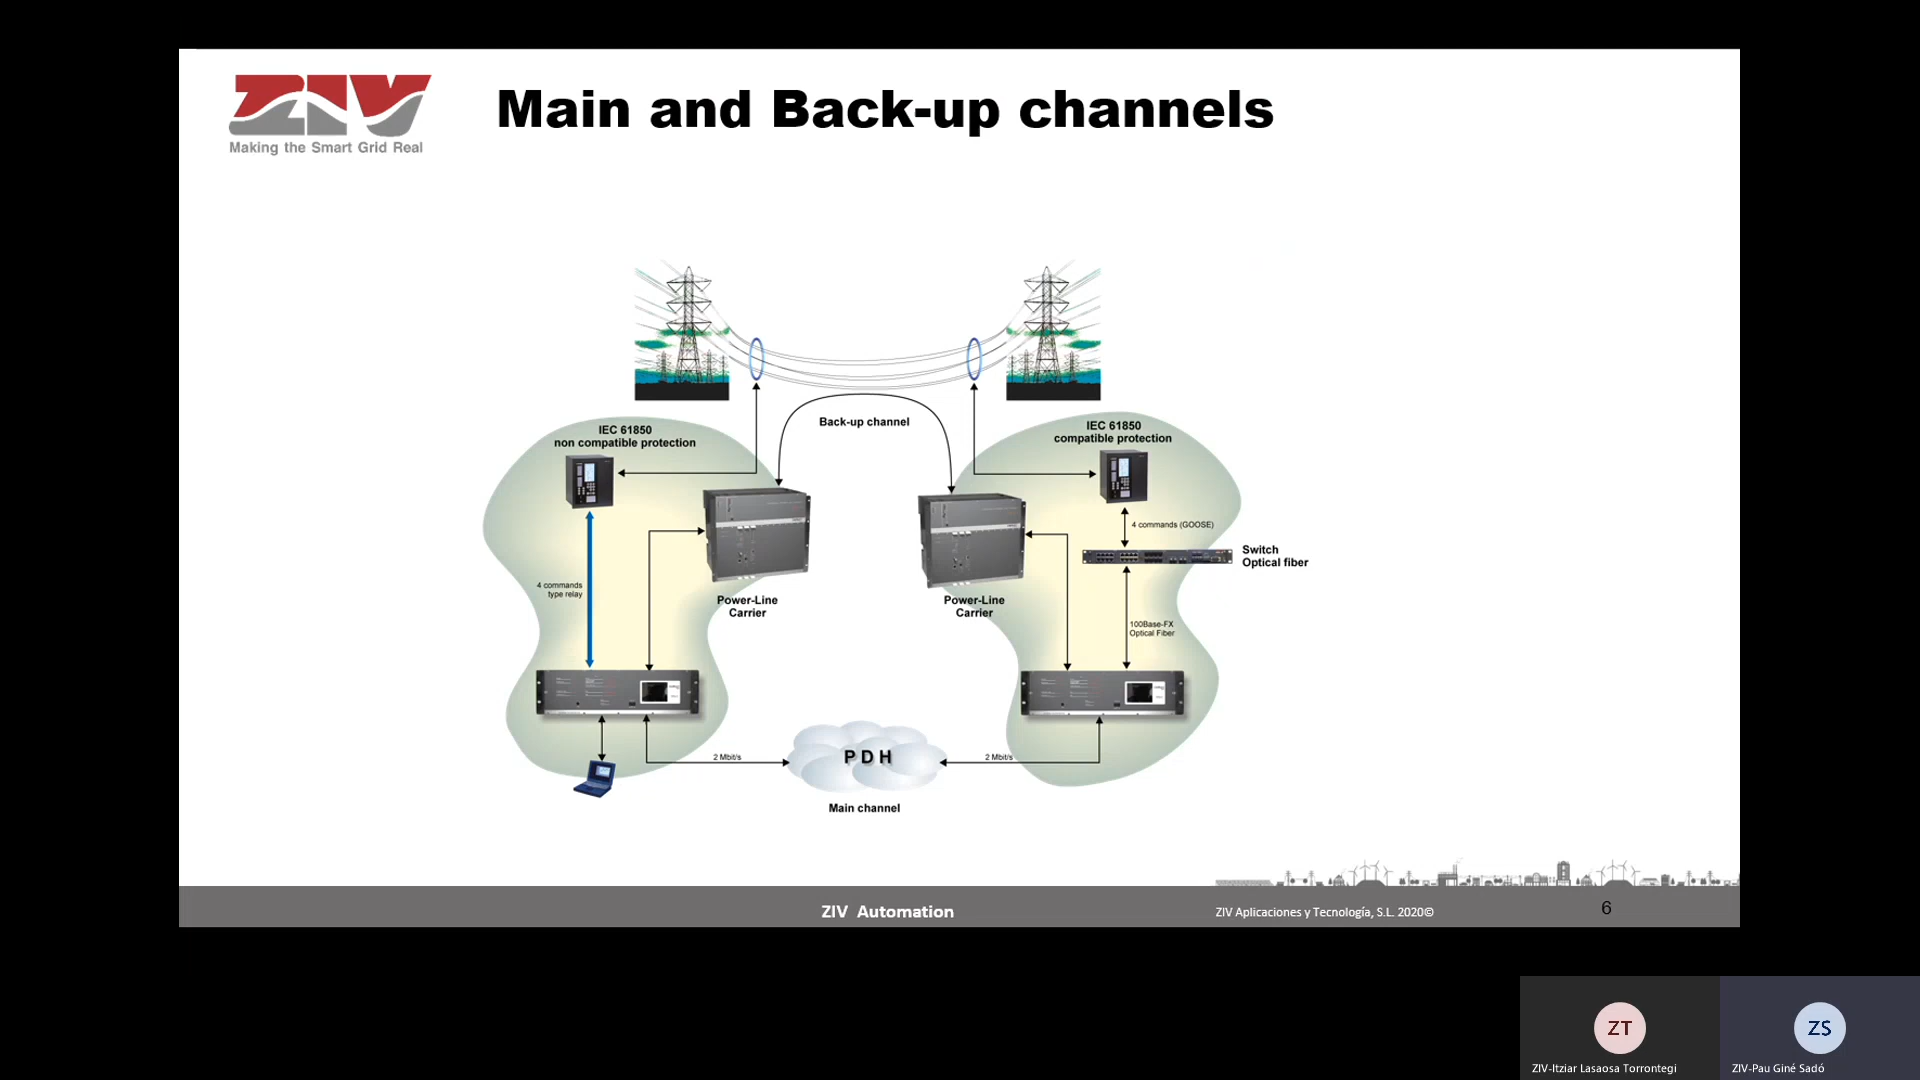 ZIV
Making the Smart Grid Real
Main and Back-up channels
Back-up channel
IEC 61850
non compatible protection
IEC 61850
compatible protection
4 commands (GOOSE)
Switch
Optical fiber
4 commands
type relay
Power-Line
Carrier
Power-Line
Carrier
100Base-FX
Optical Fiber
2 Mbit/s
PDH
2 Mbit/s
Main channel
ZIV Automation
ZIV Aplicaciones y Tecnología, S.L. 2020©
6
ZT
ZS
ZIV-Itziar Lasaosa Torrontegi
ZIV-Pau Giné Sadó